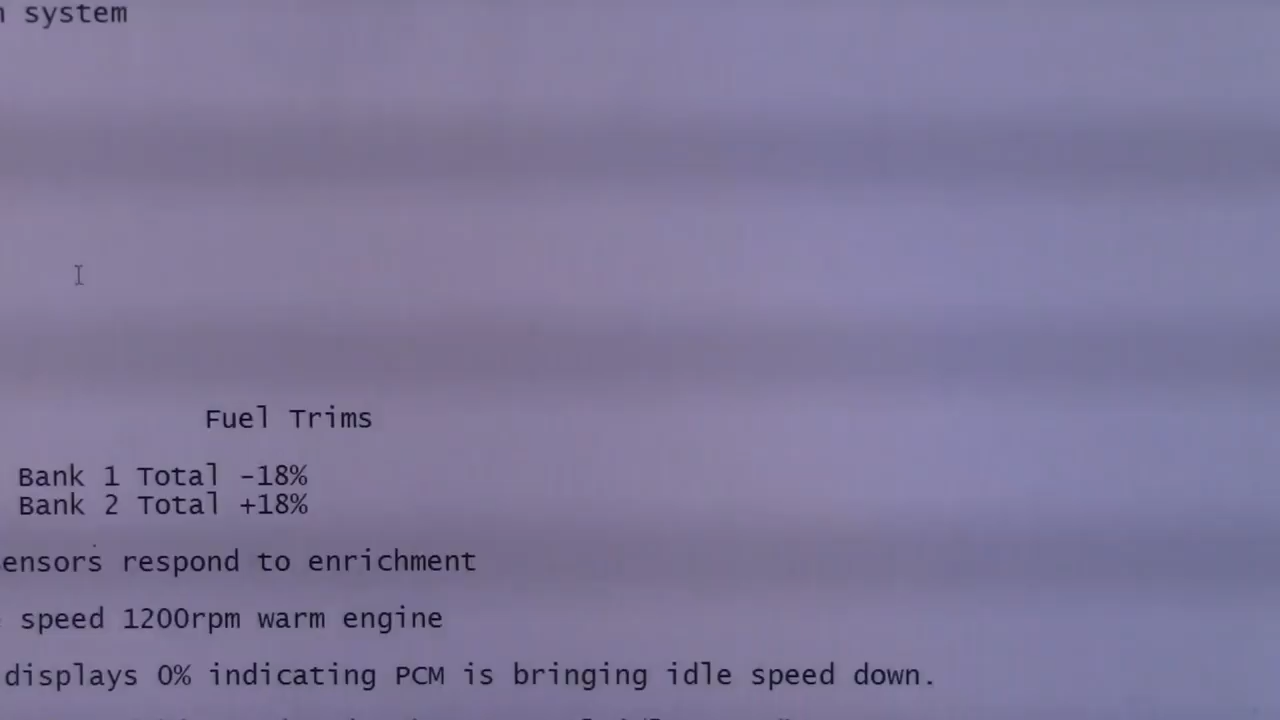 system
Fuel Trims
Bank 1 Total -18%
Bank 2 Total +18%
ensors respond to enrichment
speed 1200rpm warm engine
displays 0% indicating PCM is bringing idle speed down.